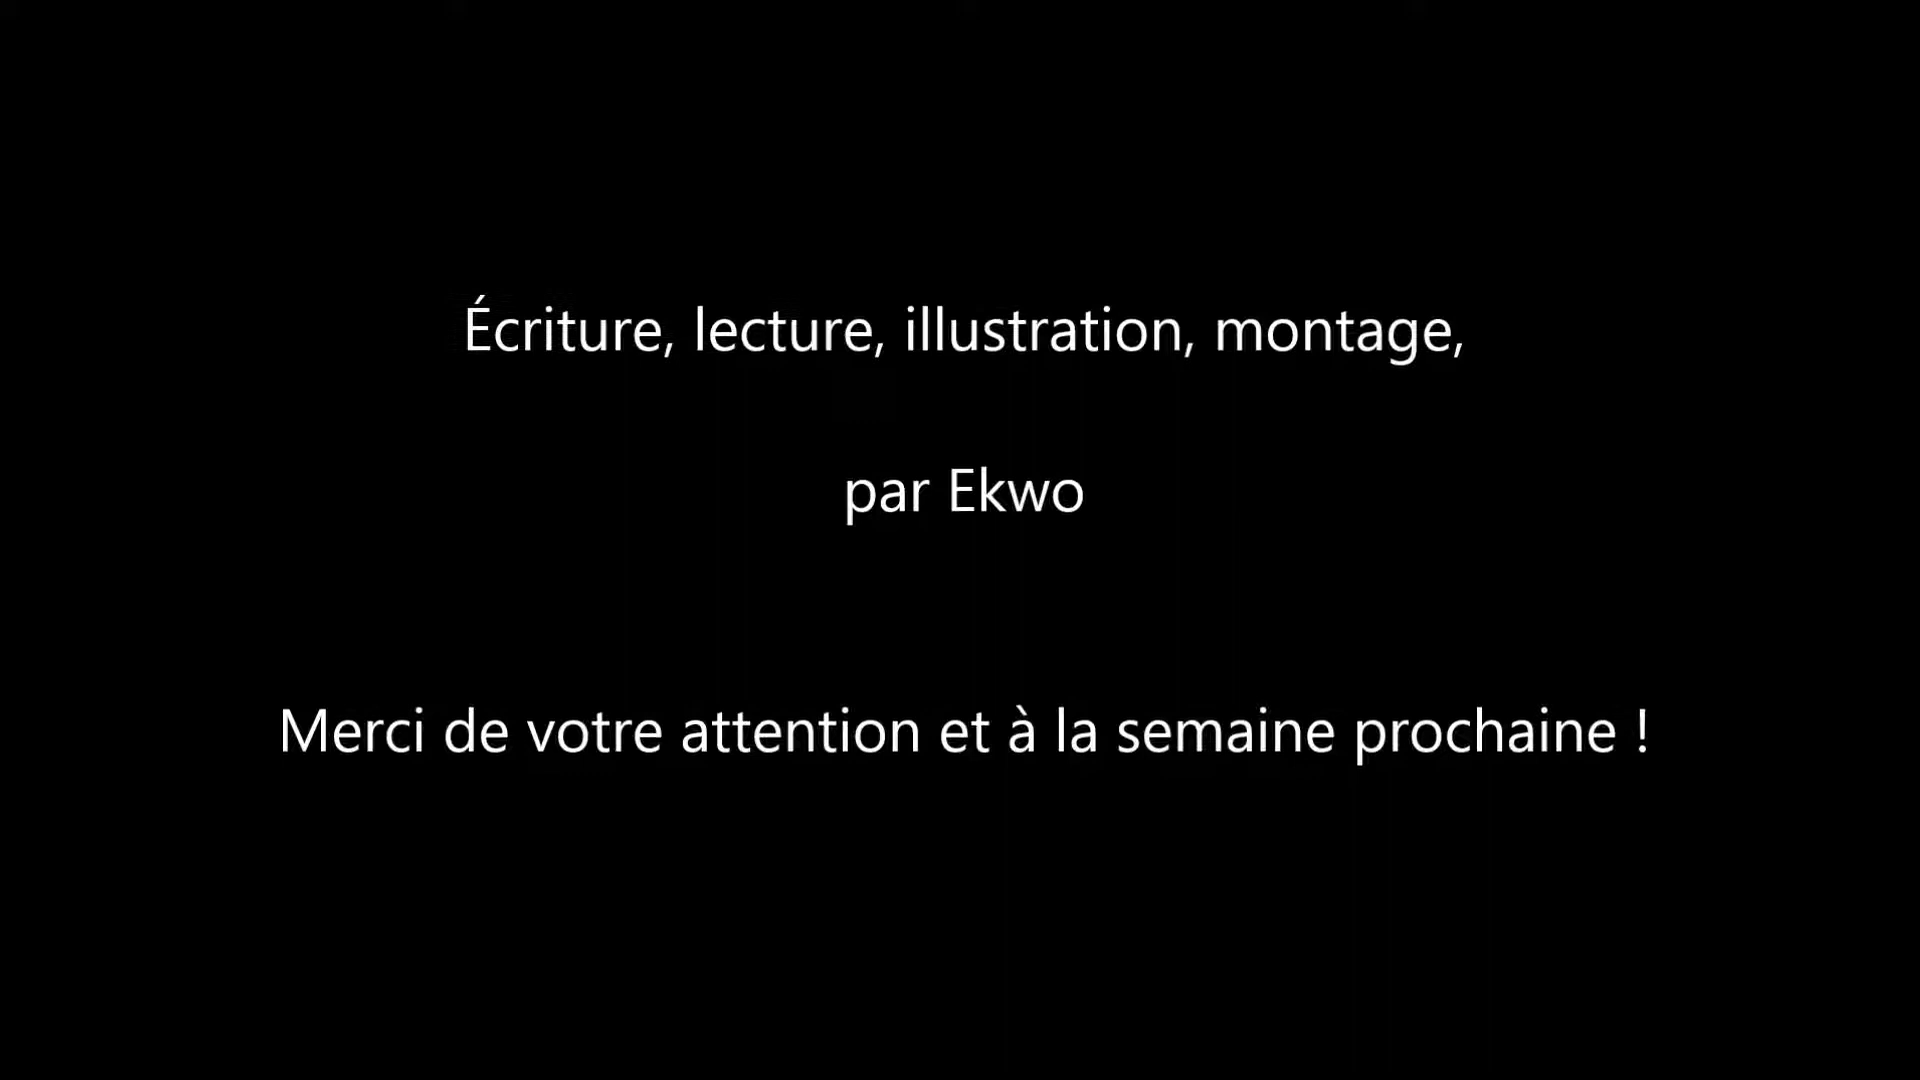 Écriture, lecture, illustration, montage,
par Ekwo
Merci de votre attention et à la semaine prochaine !